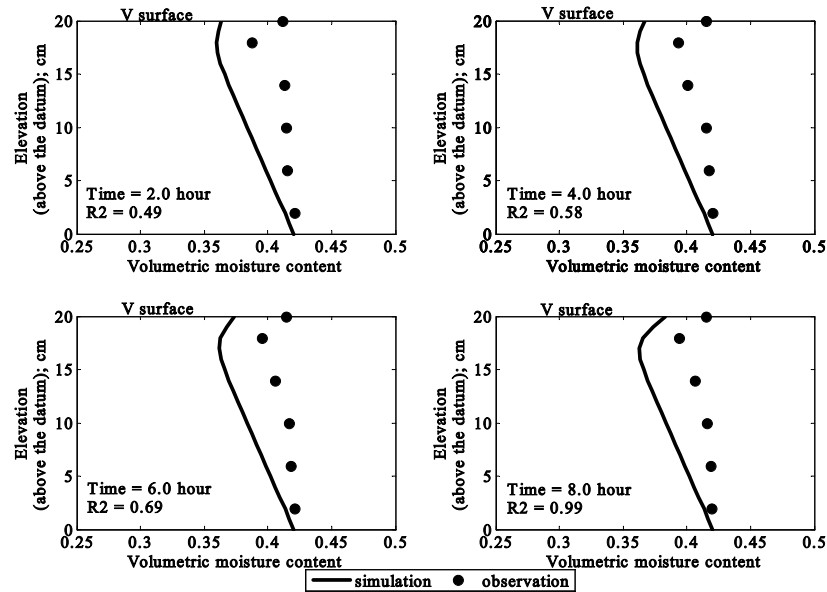 V surface
20
15
10
5
0
Elevation
(above the datum); cm
Time = 2.0 hour
R2 = 0.49
0.25 0.3 0.35 0.4 0.45 0.5
Volumetric moisture content
V surface
20
15
10
5
0
Elevation
(above the datum); cm
Time = 4.0 hour
R2 = 0.58
0.25 0.3 0.35 0.4 0.45 0.5
Volumetric moisture content
V surface
20
15
10
5
0
Elevation
(above the datum); cm
Time = 6.0 hour
R2 = 0.69
0.25 0.3 0.35 0.4 0.45 0.5
Volumetric moisture content
V surface
20
15
10
5
0
Elevation
(above the datum); cm
Time = 8.0 hour
R2 = 0.99
0.25 0.3 0.35 0.4 0.45 0.5
Volumetric moisture content
simulation observation